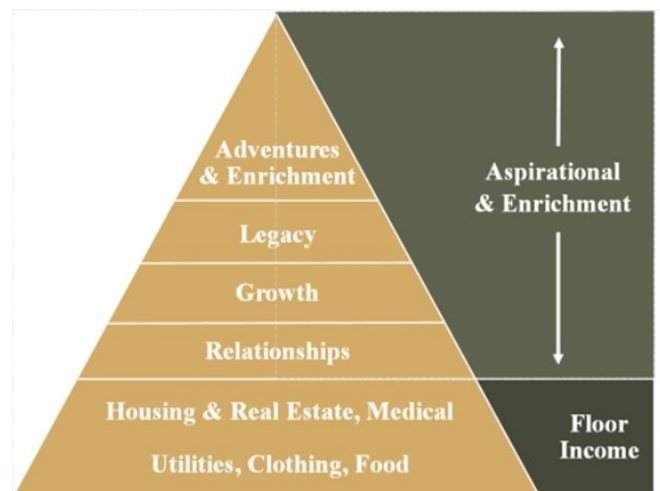 Adventures
& Enrichment
Legacy
Growth
Relationships
Housing & Real Estate, Medical
Utilities, Clothing, Food
Aspirational
& Enrichment
Floor
Income